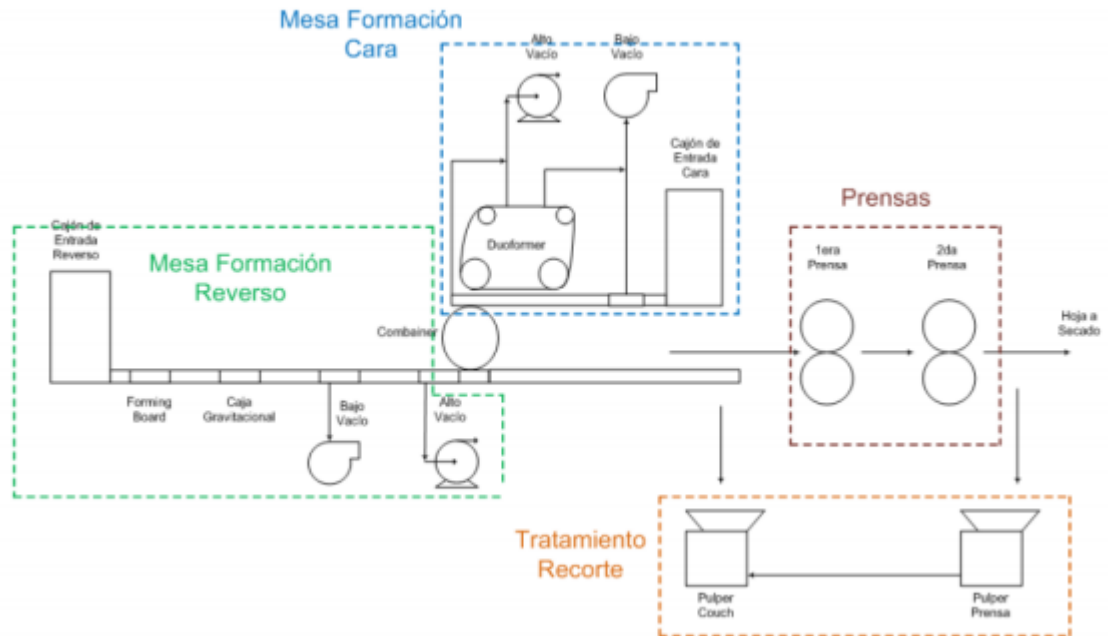 Mesa Formación
Cara
Alto
Vacío
Bajo
Vacío
Cajón de
Entrada
Cara
Duoformer
Prensas
1era
Prensa
2da
Prensa
Hoja a
Secado
Cajón de
Entrada
Reverso
Mesa Formación
Reverso
Combainer
Forming
Board
Caja
Gravitacional
Bajo
Vacío
Alto
Vacío
Tratamiento
Recorte
Pulper
Couch
Pulper
Prensa